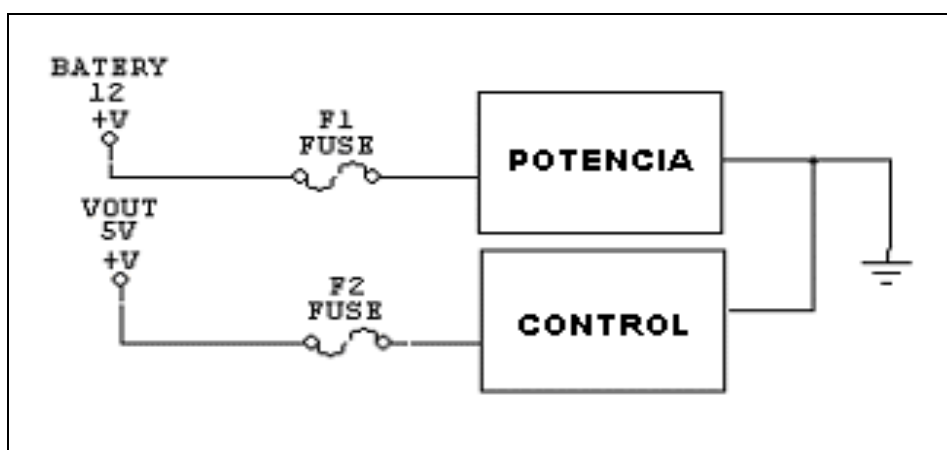 BATERY
12
+V
F1
FUSE
POTENCIA
VOUT
5V
+V
F2
FUSE
CONTROL